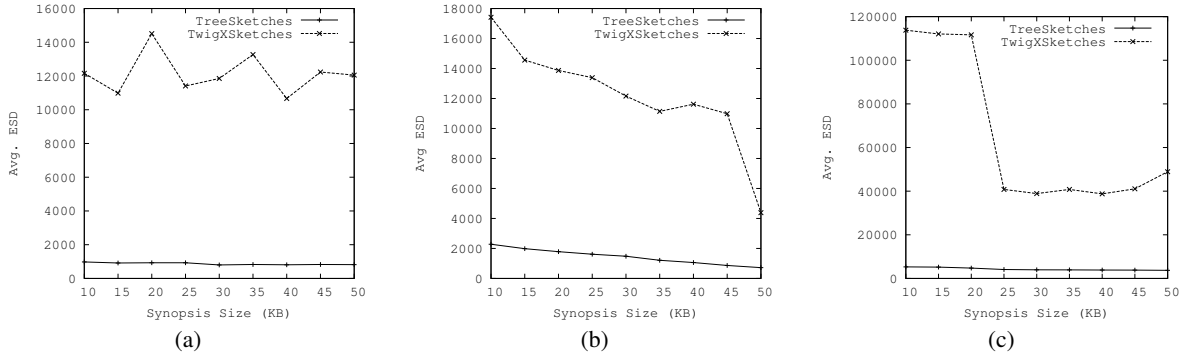 16000
14000
12000
10000
8000
6000
4000
2000
0
Avg. ESD
TreeSketches
TwigXSketches
10 15 20 25 30 35 40 45 50
Synopsis Size (KB)
(a)
18000
16000
14000
12000
10000
8000
6000
4000
2000
0
Avg ESD
TreeSketches
TwigXSketches
10 15 20 25 30 35 40 45 50
Synopsis Size (KB)
(b)
120000
100000
80000
60000
40000
20000
0
Avg. ESD
TreeSketches
TwigXSketches
10 15 20 25 30 35 40 45 50
Synopsis Size (KB)
(c)